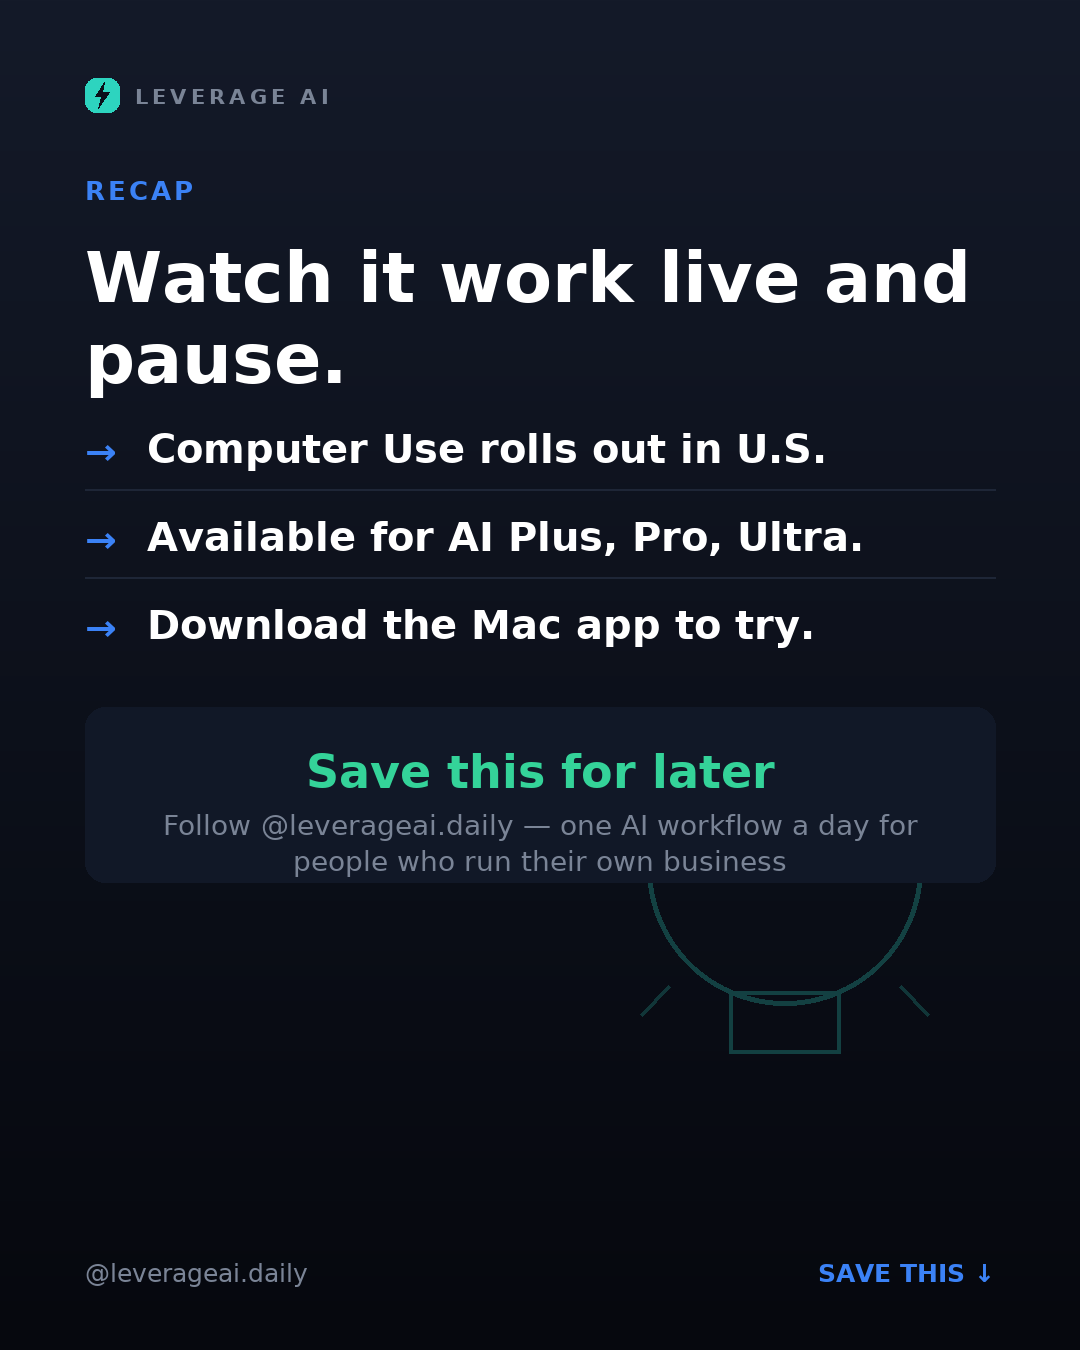 LEVERAGE AI
RECAP
Watch it work live and
pause.
→ Computer Use rolls out in U.S.
→ Available for AI Plus, Pro, Ultra.
→ Download the Mac app to try.
Save this for later
Follow @leverageai.daily — one AI workflow a day for
people who run their own business
@leverageai.daily
SAVE THIS ↓